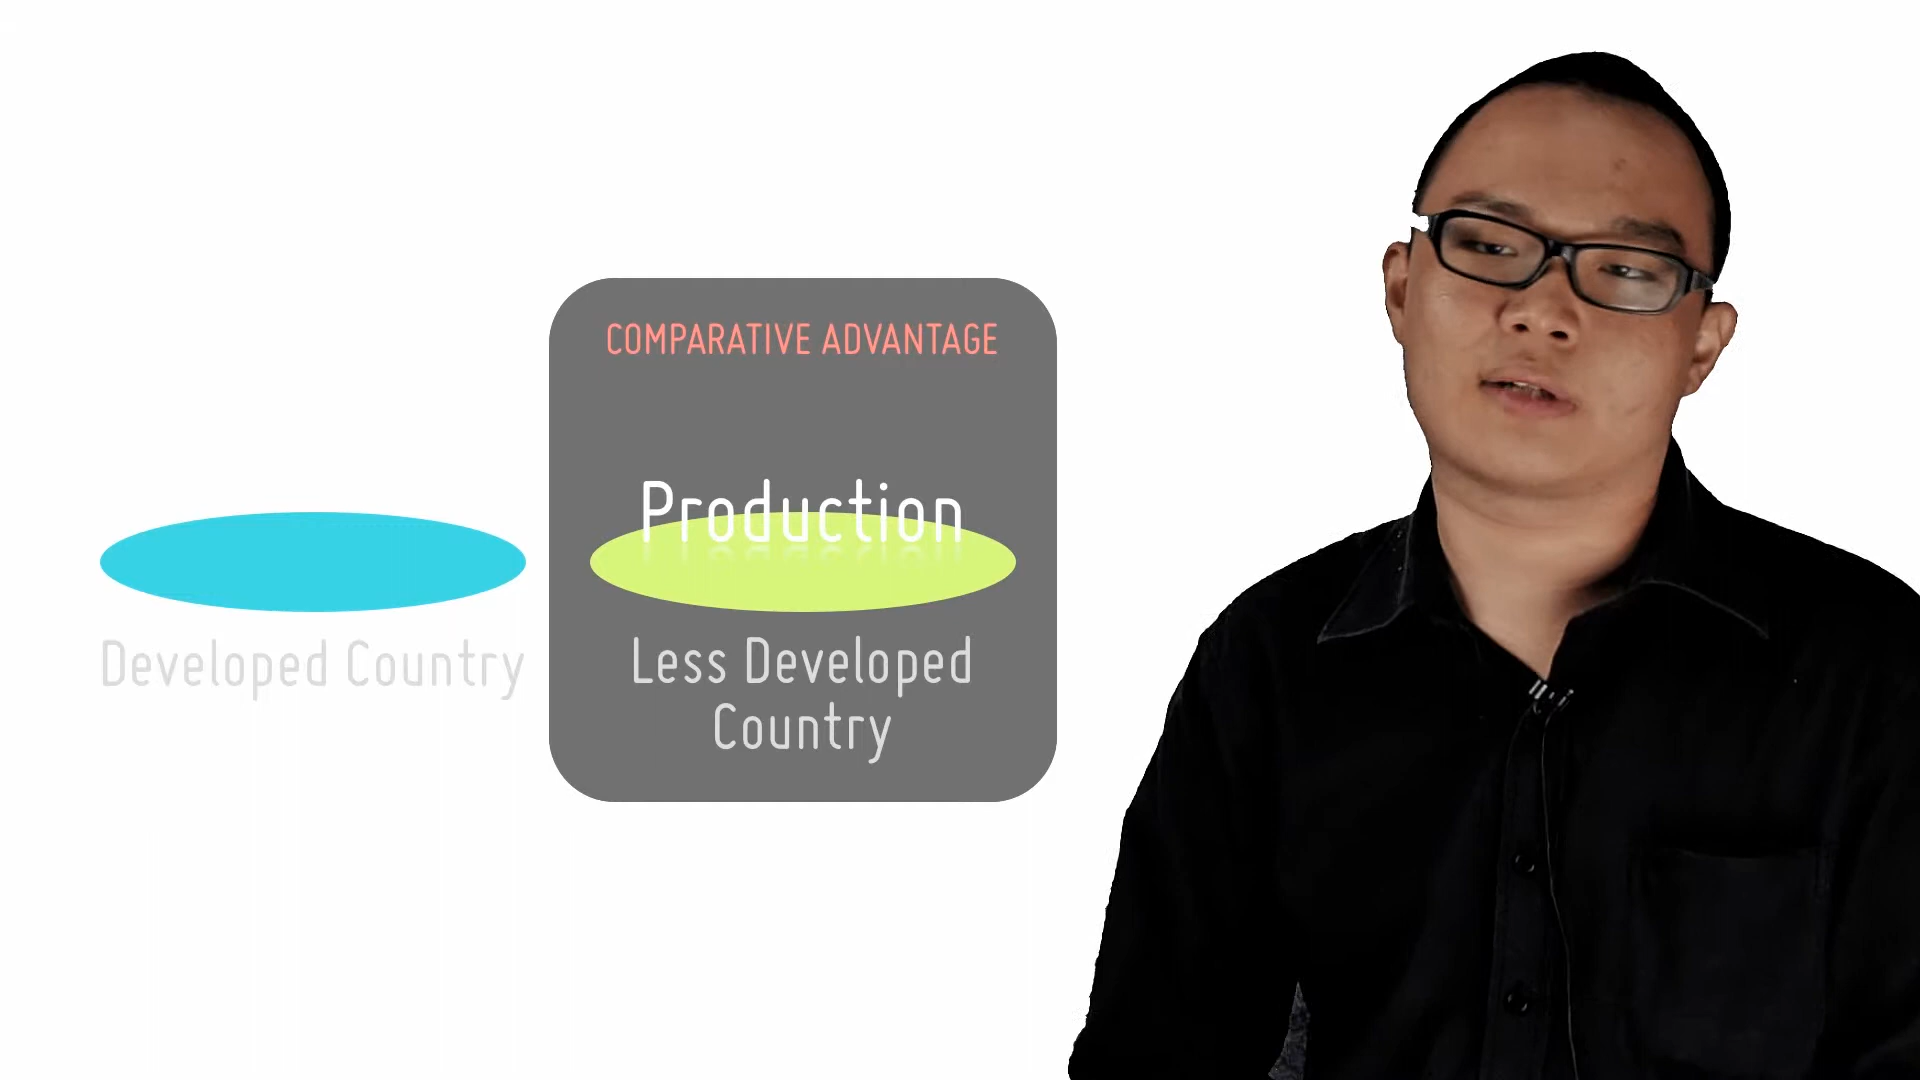 COMPARATIVE ADVANTAGE
Production
Developed Country
Less Developed
Country